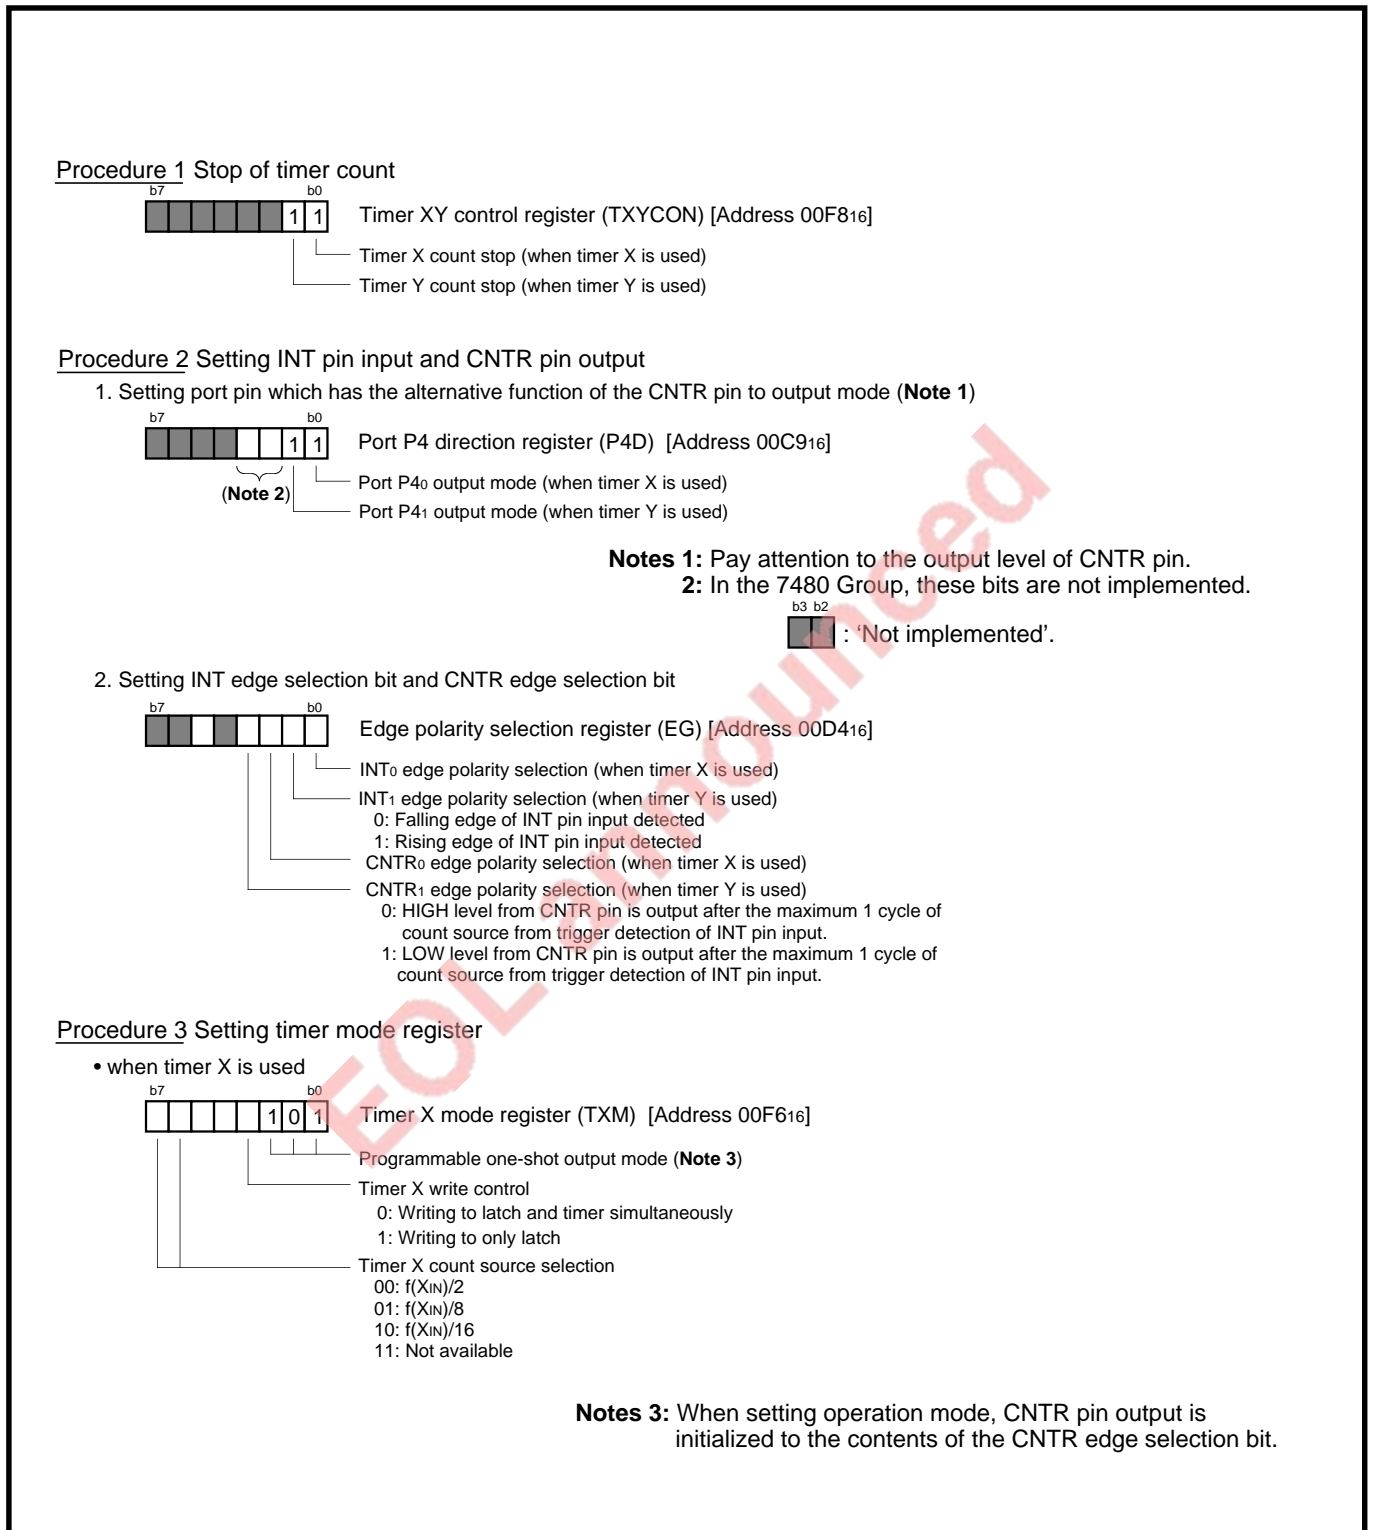 Procedure 1 Stop of timer count
b7 b0
1 1 Timer XY control register (TXYCON) [Address 00F816]
Timer X count stop (when timer X is used)
Timer Y count stop (when timer Y is used)
Procedure 2 Setting INT pin input and CNTR pin output
1. Setting port pin which has the alternative function of the CNTR pin to output mode (Note 1)
b7 b0
1 1 Port P4 direction register (P4D) [Address 00C916]
(Note 2)
Port P40 output mode (when timer X is used)
Port P41 output mode (when timer Y is used)
Notes 1: Pay attention to the output level of CNTR pin.
2: In the 7480 Group, these bits are not implemented.
b3 b2
: ‘Not implemented’.
2. Setting INT edge selection bit and CNTR edge selection bit
b7 b0
Edge polarity selection register (EG) [Address 00D416]
INT0 edge polarity selection (when timer X is used)
INT1 edge polarity selection (when timer Y is used)
0: Falling edge of INT pin input detected
1: Rising edge of INT pin input detected
CNTR0 edge polarity selection (when timer X is used)
CNTR1 edge polarity selection (when timer Y is used)
0: HIGH level from CNTR pin is output after the maximum 1 cycle of
count source from trigger detection of INT pin input.
1: LOW level from CNTR pin is output after the maximum 1 cycle of
count source from trigger detection of INT pin input.
Procedure 3 Setting timer mode register
• when timer X is used
b7 b0
1 0 1 Timer X mode register (TXM) [Address 00F616]
Programmable one-shot output mode (Note 3)
Timer X write control
0: Writing to latch and timer simultaneously
1: Writing to only latch
Timer X count source selection
00: f(XIN)/2
01: f(XIN)/8
10: f(XIN)/16
11: Not available
Notes 3: When setting operation mode, CNTR pin output is
initialized to the contents of the CNTR edge selection bit.
EOL announced